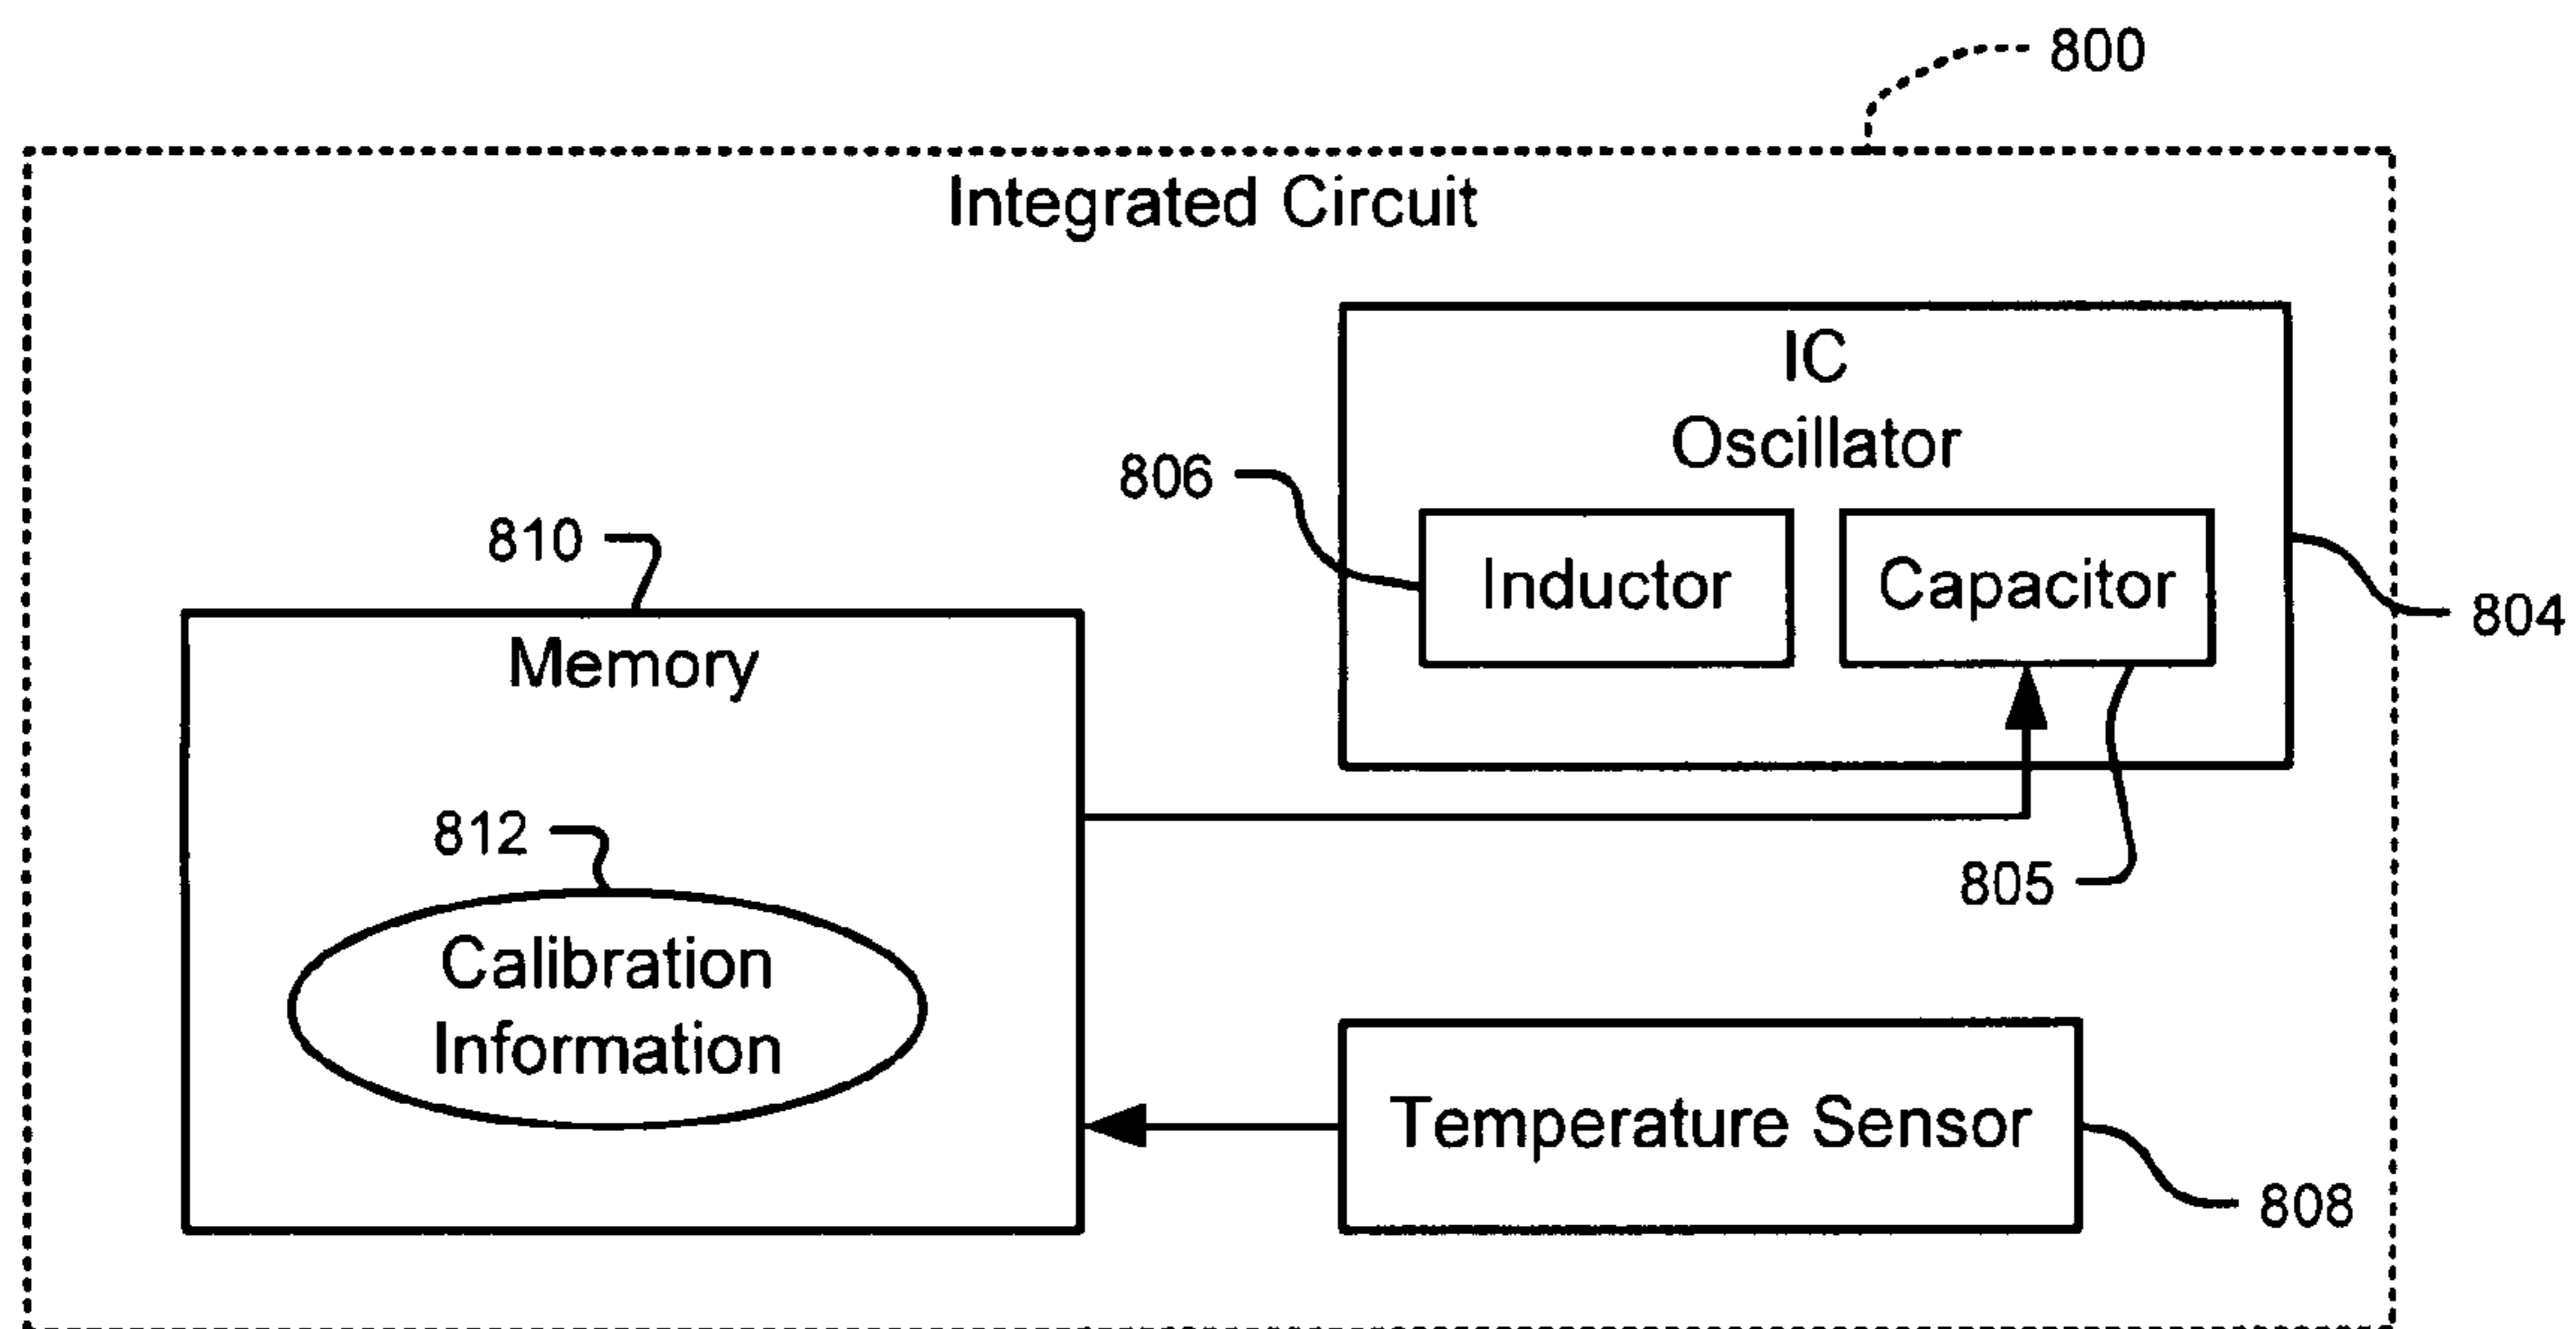 800
Integrated Circuit
IC
Oscillator
806
810
Inductor
Capacitor
804
Memory
812
805
Calibration
Information
Temperature Sensor
808